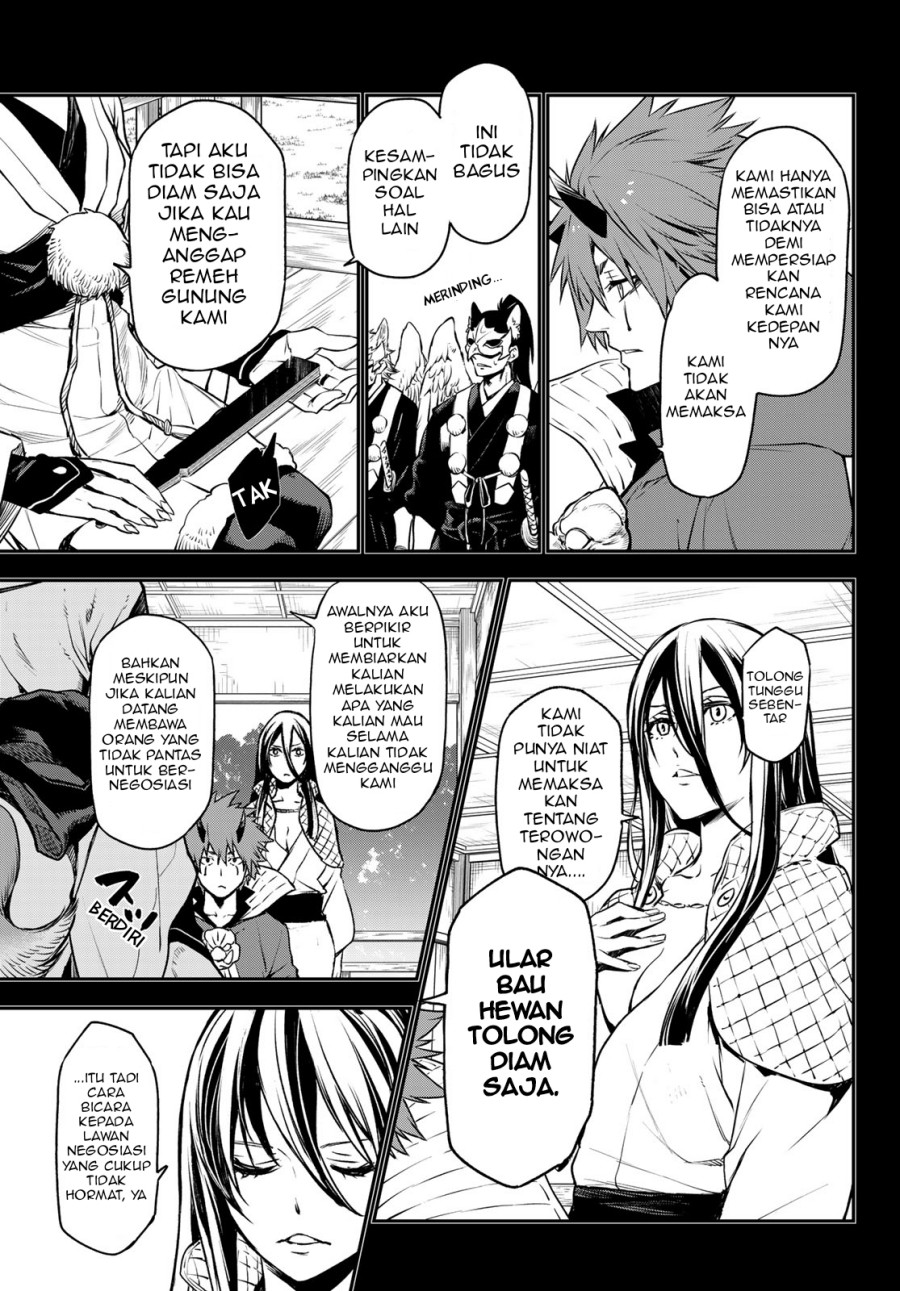 KAMI HANYA
MEMASTIKAN
BISA ATAU
TIDAKNYA
DEMI
MEMPERSIAP
KAN
RENCANA
KAMI
KEDEPAN
NYA
KAMI
TIDAK
AKAN
MEMAKSA
INI
TIDAK
BAGUS
KESAM-
PINGKAN
SOAL
HAL
LAIN
MERINDING...
TAPI AKU
TIDAK BISA
DIAM SAJA
JIKA KAU
MENG-
ANGGAP
REMEH
GUNUNG
KAMI
TAK
TOLONG
TUNGGU
SEBEN-
TAR
KAMI
TIDAK
PUNYA NIAT
UNTUK
MEMAKSA
KAN
TENTANG
TEROWO-
NGAN
NYA....
ULAR
BAU
HEWAN
TOLONG
DIAM
SAJA.
AWALNYA AKU
BERPIKIR
UNTUK
MEMBIARKAN
KALIAN
MELAKUKAN
APA YANG
KALIAN MAU
SELAMA
KALIAN TIDAK
MENGGANGGU
KAMI
BAHKAN
MESKIPUN
JIKA KALIAN
DATANG
MEMBAWA
ORANG YANG
TIDAK PANTAS
UNTUK BER-
NEGOSIASI
スッ
BERDIRI
...ITU TADI
CARA
BICARA
KEPADA
LAWAN
NEGOSIASI
YANG CUKUP
TIDAK
HORMAT, YA